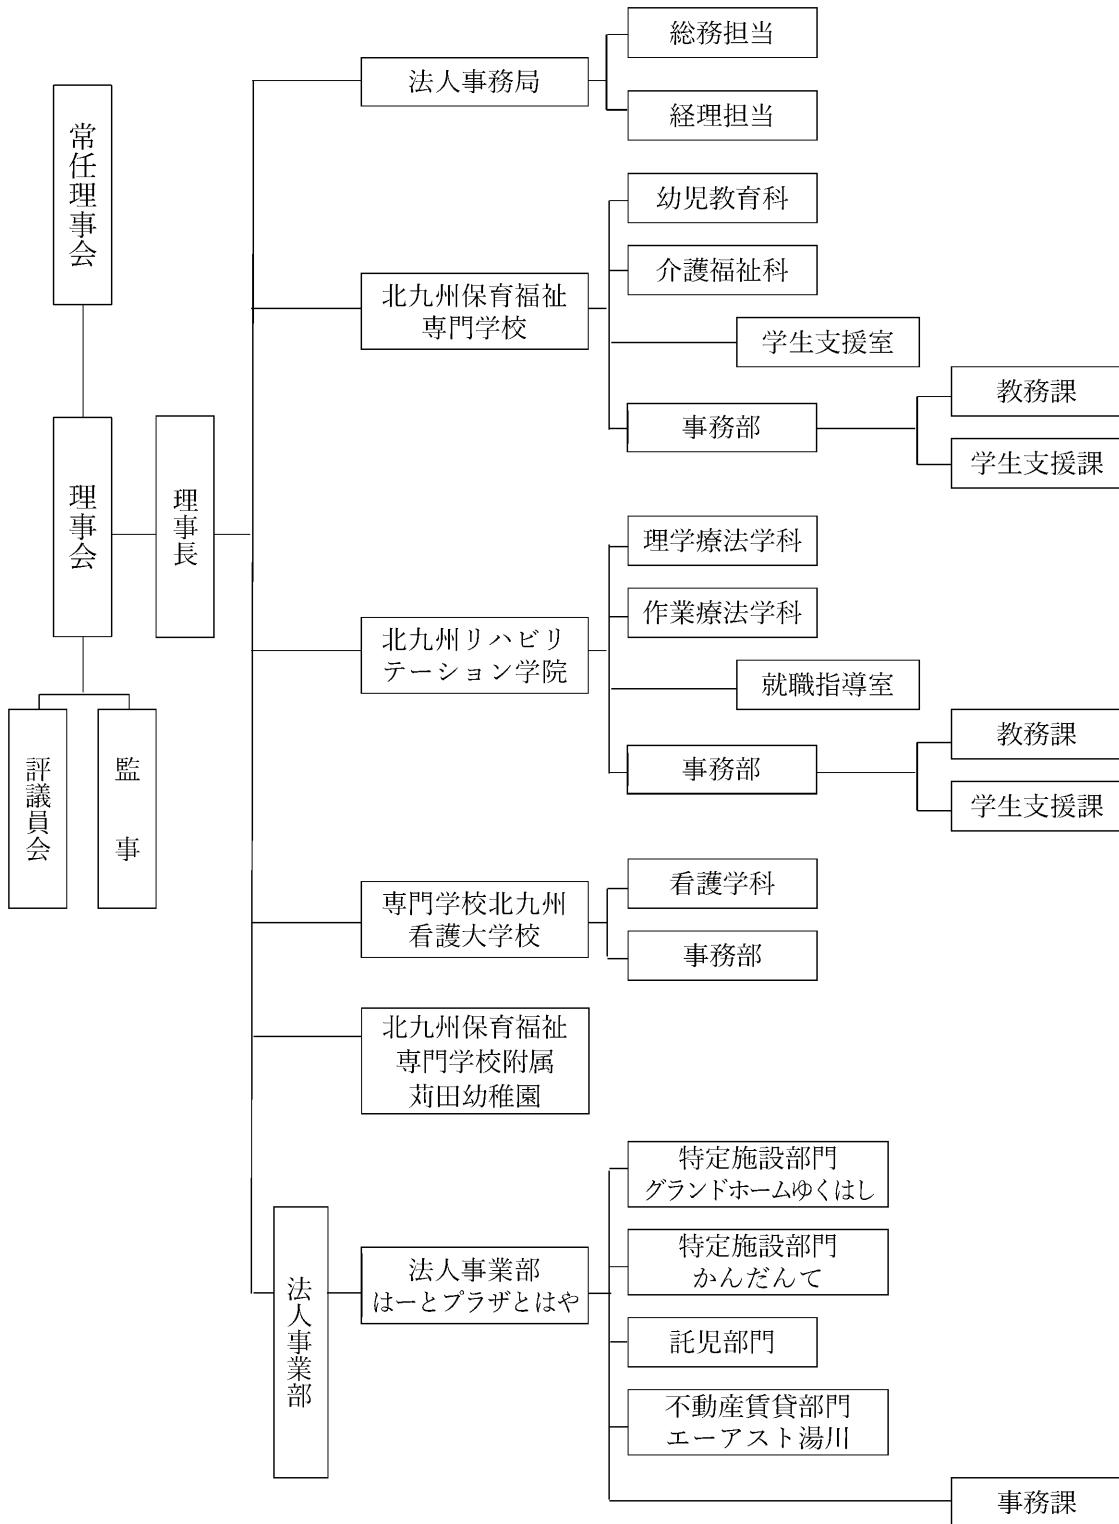 常任理事会
理事会
理事長
評議員会
監事
法人事務局
総務担当
経理担当
北九州保育福祉
専門学校
幼児教育科
介護福祉科
学生支援室
事務部
教務課
学生支援課
北九州リハビリ
テーション学院
理学療法学科
作業療法学科
就職指導室
事務部
教務課
学生支援課
専門学校北九州
看護大学校
看護学科
事務部
北九州保育福祉
専門学校附属
苅田幼稚園
法人事業部
法人事業部
はーとプラザとはや
特定施設部門
グランドホームゆくはし
特定施設部門
かんだんて
託児部門
不動産賃貸部門
エーアスト湯川
事務課